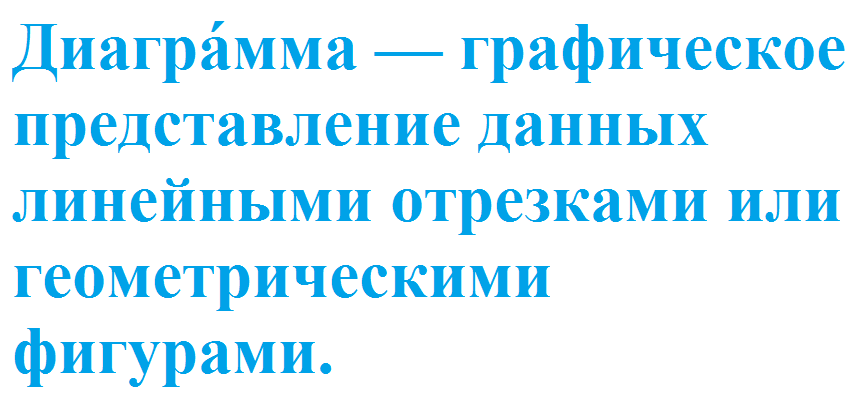 Диагра́мма — графическое
представление данных
линейными отрезками или
геометрическими
фигурами.